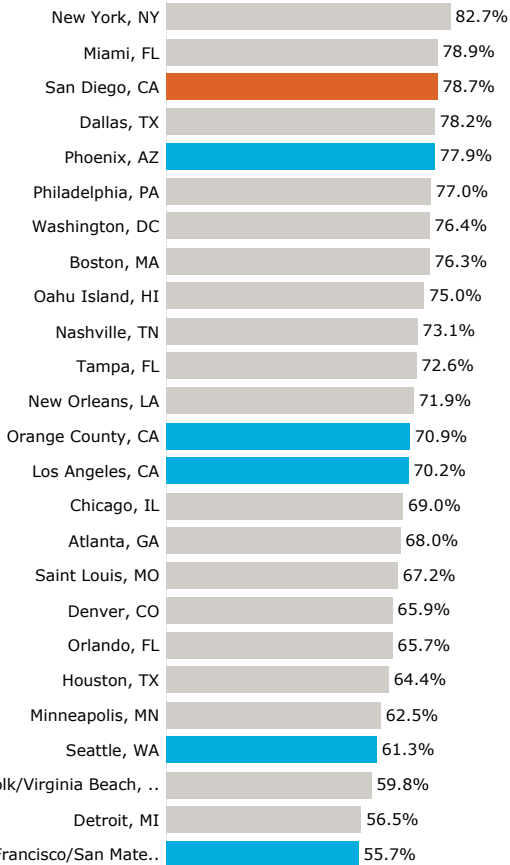 New York, NY 82.7%
Miami, FL 78.9%
San Diego, CA 78.7%
Dallas, TX 78.2%
Phoenix, AZ 77.9%
Philadelphia, PA 77.0%
Washington, DC 76.4%
Boston, MA 76.3%
Oahu Island, HI 75.0%
Nashville, TN 73.1%
Tampa, FL 72.6%
New Orleans, LA 71.9%
Orange County, CA 70.9%
Los Angeles, CA 70.2%
Chicago, IL 69.0%
Atlanta, GA 68.0%
Saint Louis, MO 67.2%
Denver, CO 65.9%
Orlando, FL 65.7%
Houston, TX 64.4%
Minneapolis, MN 62.5%
Seattle, WA 61.3%
lk/Virginia Beach, .. 59.8%
Detroit, MI 56.5%
Francisco/San Mate.. 55.7%